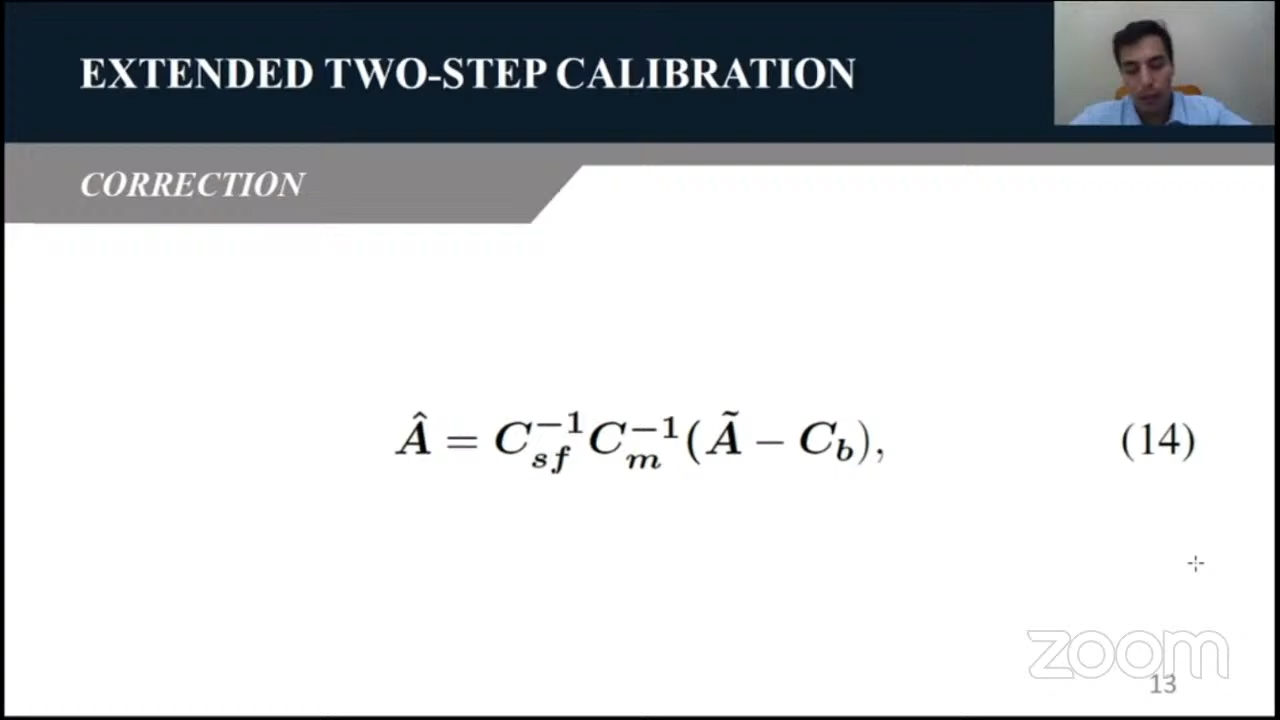 EXTENDED TWO-STEP CALIBRATION
CORRECTION
Â = C_{sf}^{-1} C_m^{-1} (Ã − C_b), (14)
zoom
13